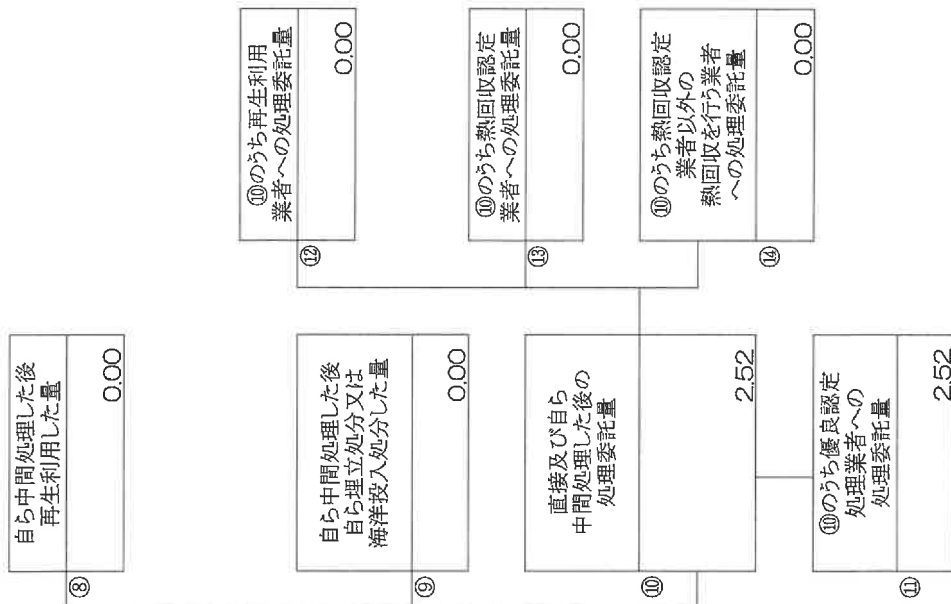 ⑧
自ら中間処理した後
再生利用した量
0.00
⑨
自ら中間処理した後
自ら埋立処分又は
海洋投入処分した量
0.00
⑩
直接及び自ら
中間処理した後の
処理委託量
2.52
⑪
⑩のうち優良認定
処理業者への
処理委託量
2.52
⑫
⑩のうち再生利用
業者への処理委託量
0.00
⑬
⑩のうち熱回収認定
業者への処理委託量
0.00
⑭
⑩のうち熱回収認定
業者以外の
熱回収を行う業者
への処理委託量
0.00